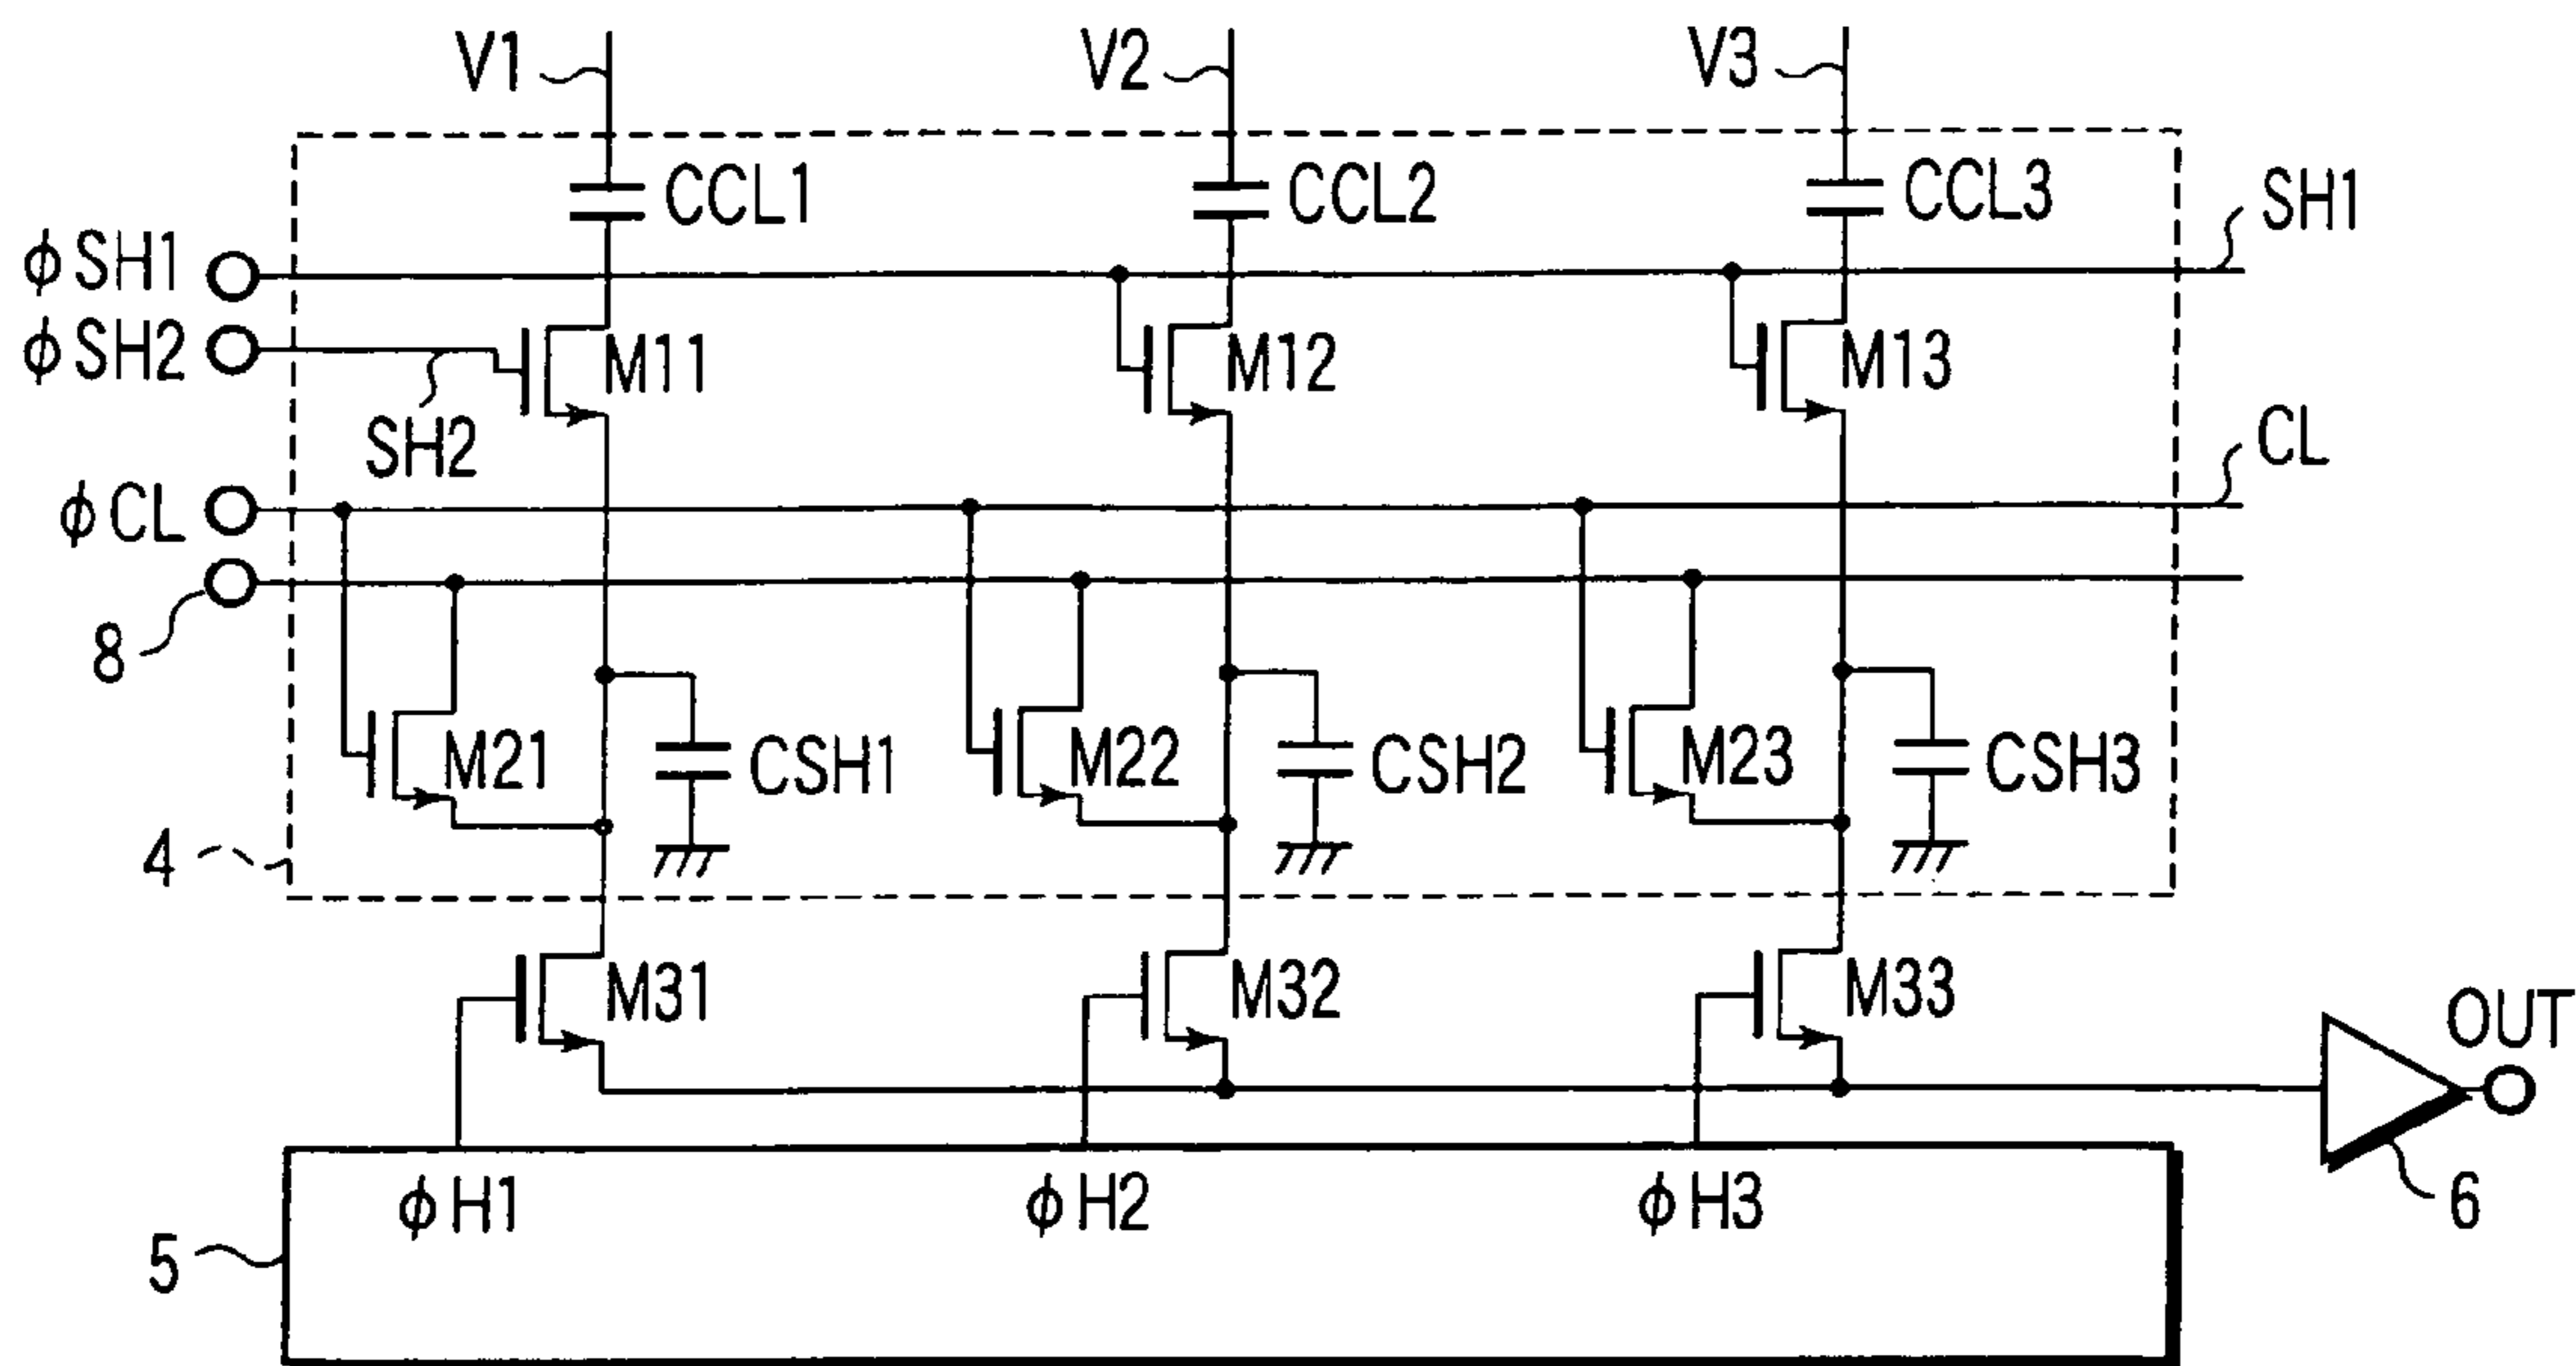 V1 V2 V3
CCL1 CCL2 CCL3 SH1
φSH1
φSH2 M11 M12 M13
SH2 CL
φCL
8
M21 CSH1 M22 CSH2 M23 CSH3
4
M31 M32 M33 OUT
φH1 φH2 φH3 6
5